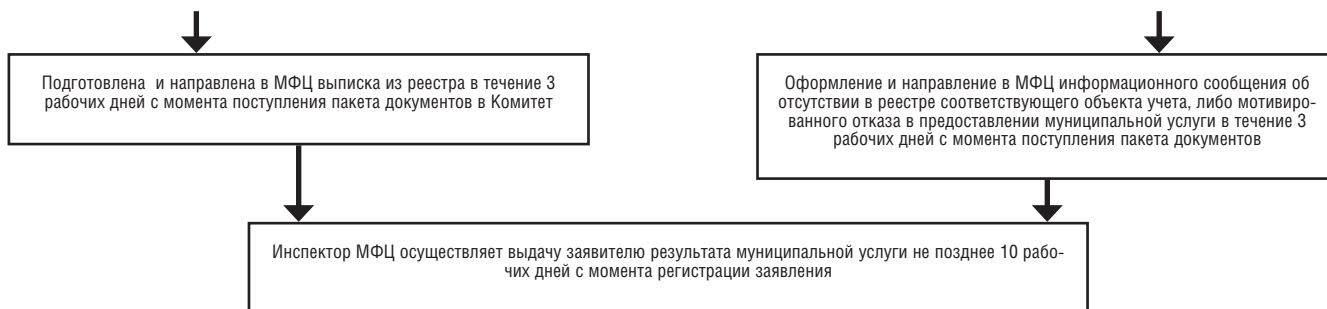 Подготовлена и направлена в МФЦ выписка из реестра в течение 3
рабочих дней с момента поступления пакета документов в Комитет
Оформление и направление в МФЦ информационного сообщения об
отсутствии в реестре соответствующего объекта учета, либо мотивиро-
ванного отказа в предоставлении муниципальной услуги в течение 3
рабочих дней с момента поступления пакета документов
Инспектор МФЦ осуществляет выдачу заявителю результата муниципальной услуги не позднее 10 рабо-
чих дней с момента регистрации заявления